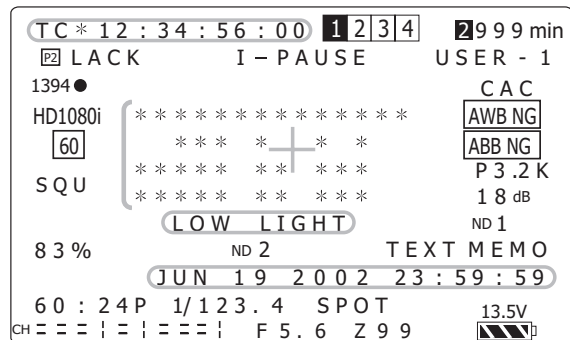 TC* 12:34:56:00 1 2 3 4 2 999 min
P2 LACK I–PAUSE USER-1
1394● CAC
HD1080i ************* AWB NG
60 *** * * * ABB NG
***** ** *** P3.2K
SQU ***** ** *** 18dB
LOW LIGHT ND1
83% ND2 TEXT MEMO
JUN 19 2002 23:59:59
60:24P 1/123.4 SPOT 13.5V
CH F5.6 Z99